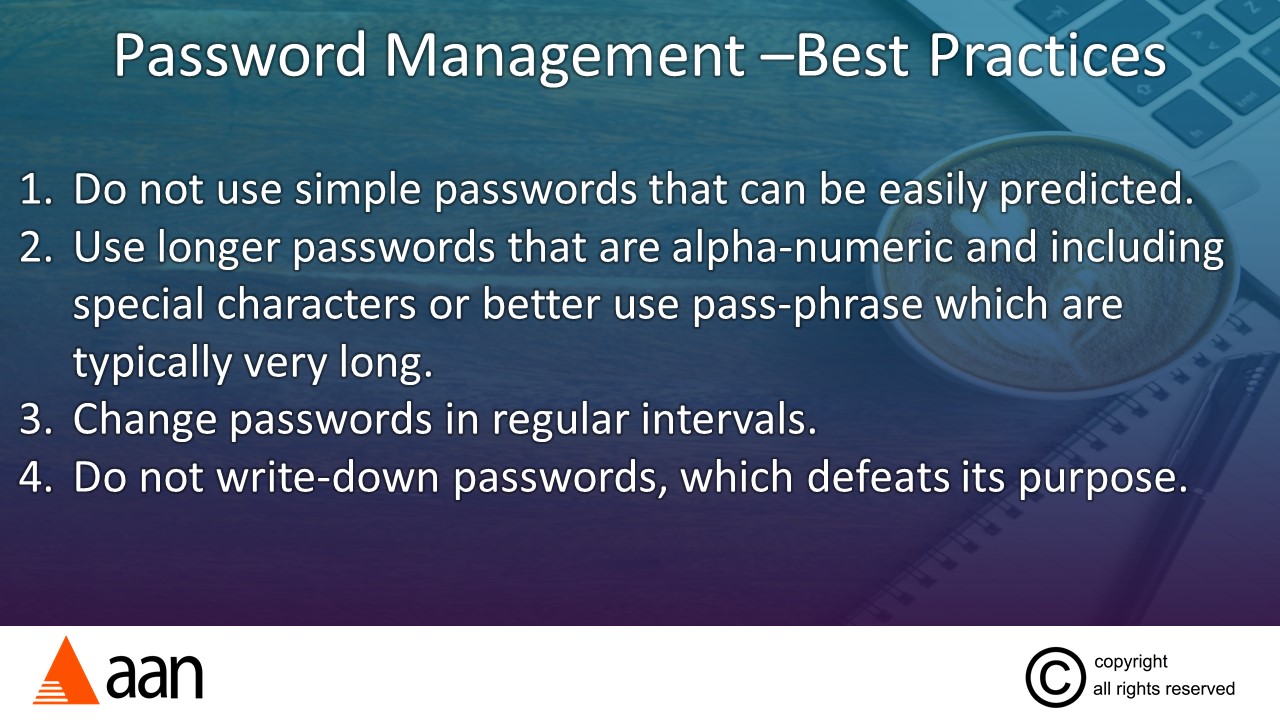 Password Management –Best Practices
1. Do not use simple passwords that can be easily predicted.
2. Use longer passwords that are alpha-numeric and including
special characters or better use pass-phrase which are
typically very long.
3. Change passwords in regular intervals.
4. Do not write-down passwords, which defeats its purpose.
aan
© copyright
all rights reserved